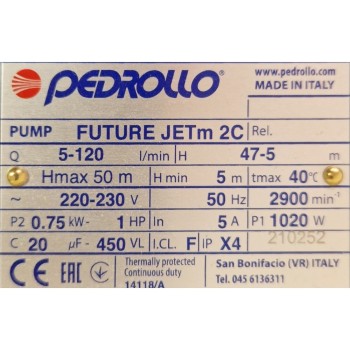 PEDROLLO® www.pedrollo.com
MADE IN ITALY
PUMP FUTURE JETm 2C Rel.
Q 5-120 l/min H 47-5 m
Hmax 50 m H min 5 m tmax 40°C
~ 220-230 V 50 Hz 2900 min⁻¹
P2 0.75 kW- 1 HP In 5 A P1 1020 W
C 20 µF- 450 VL I.CL. F IP X4 210252
CE EAC Thermally protected San Bonifacio (VR) ITALY
Continuous duty Tel. 045 6136311
14118/A